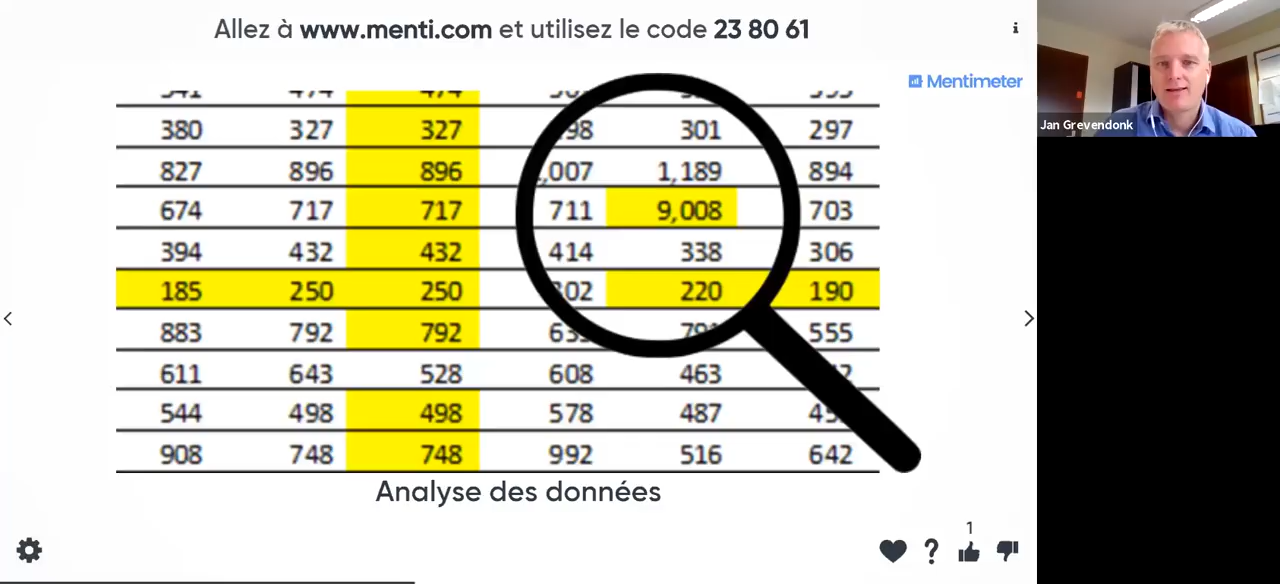 Allez à www.menti.com et utilisez le code 23 80 61
Mentimeter
Jan Grevendonk
380 327 327 301 297
827 896 896 1,189 894
674 717 717 711 9,008 703
394 432 432 414 338 306
185 250 250 220 190
883 792 792 555
611 643 528 608 463
544 498 498 578 487
908 748 748 992 516 642
Analyse des données
1